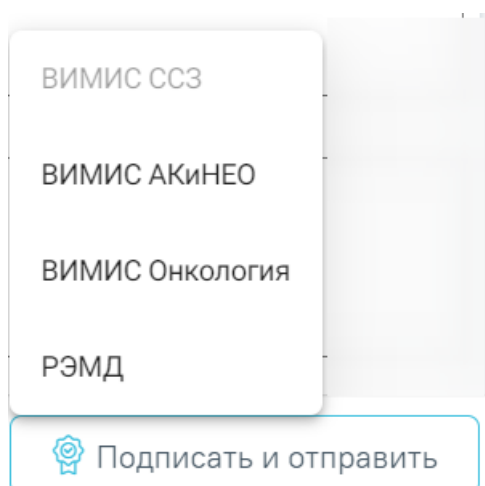 ВИМИС ССЗ
ВИМИС АКиНЕО
ВИМИС Онкология
РЭМД
Подписать и отправить